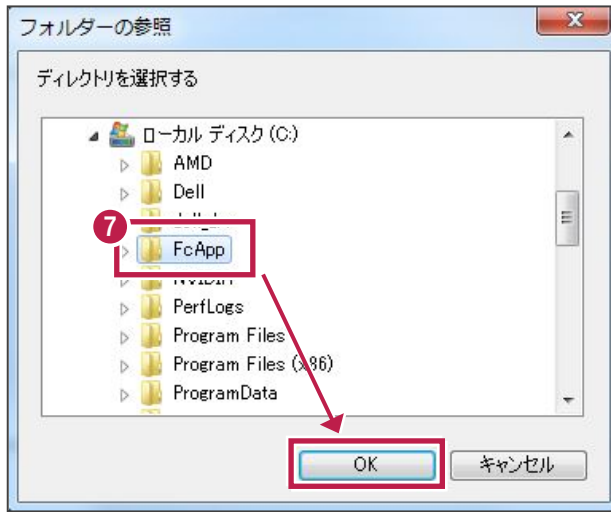 フォルダーの参照
ディレクトリを選択する
ローカル ディスク (C:)
AMD
Dell
7
FcApp
PerfLogs
Program Files
Program Files (x86)
ProgramData
OK
キャンセル